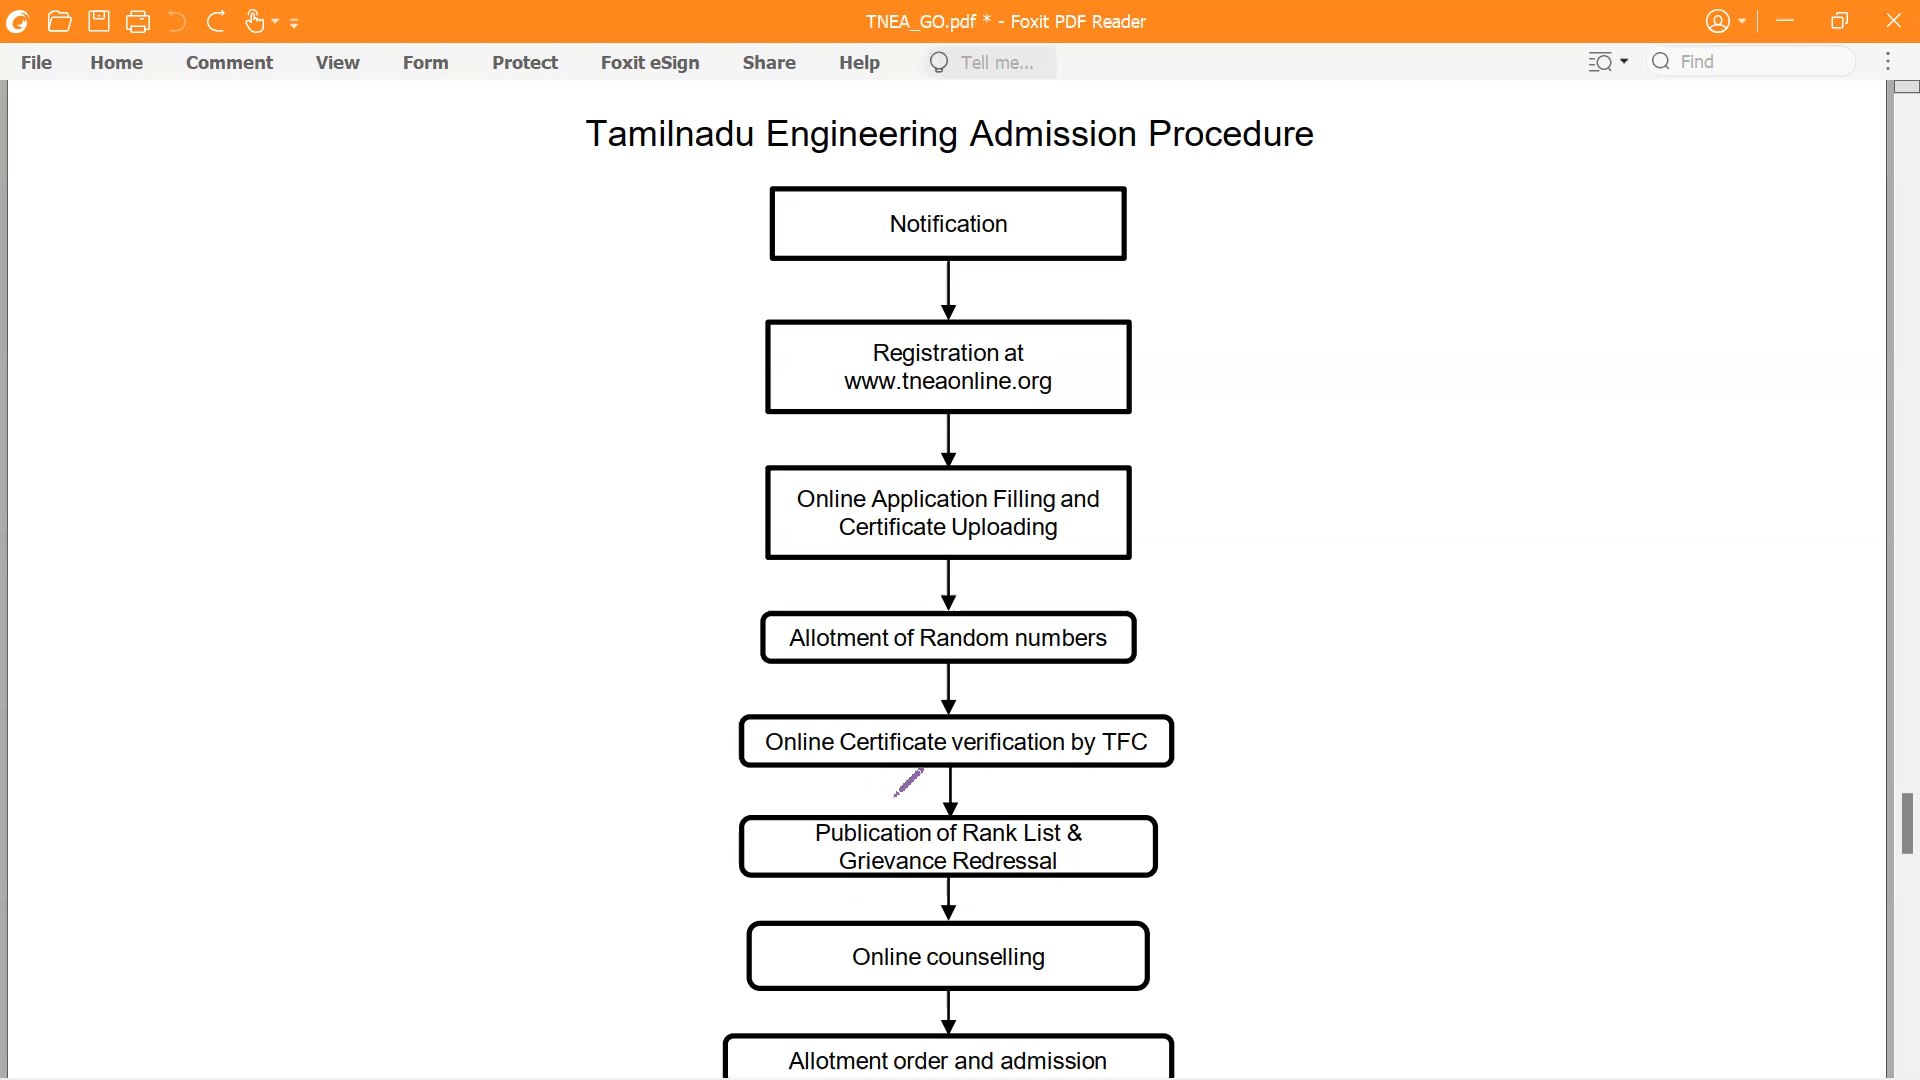 TNEA_GO.pdf * - Foxit PDF Reader
File Home Comment View Form Protect Foxit eSign Share Help Tell me... Find
Tamilnadu Engineering Admission Procedure
Notification
Registration at
www.tneaonline.org
Online Application Filling and
Certificate Uploading
Allotment of Random numbers
Online Certificate verification by TFC
Publication of Rank List &
Grievance Redressal
Online counselling
Allotment order and admission